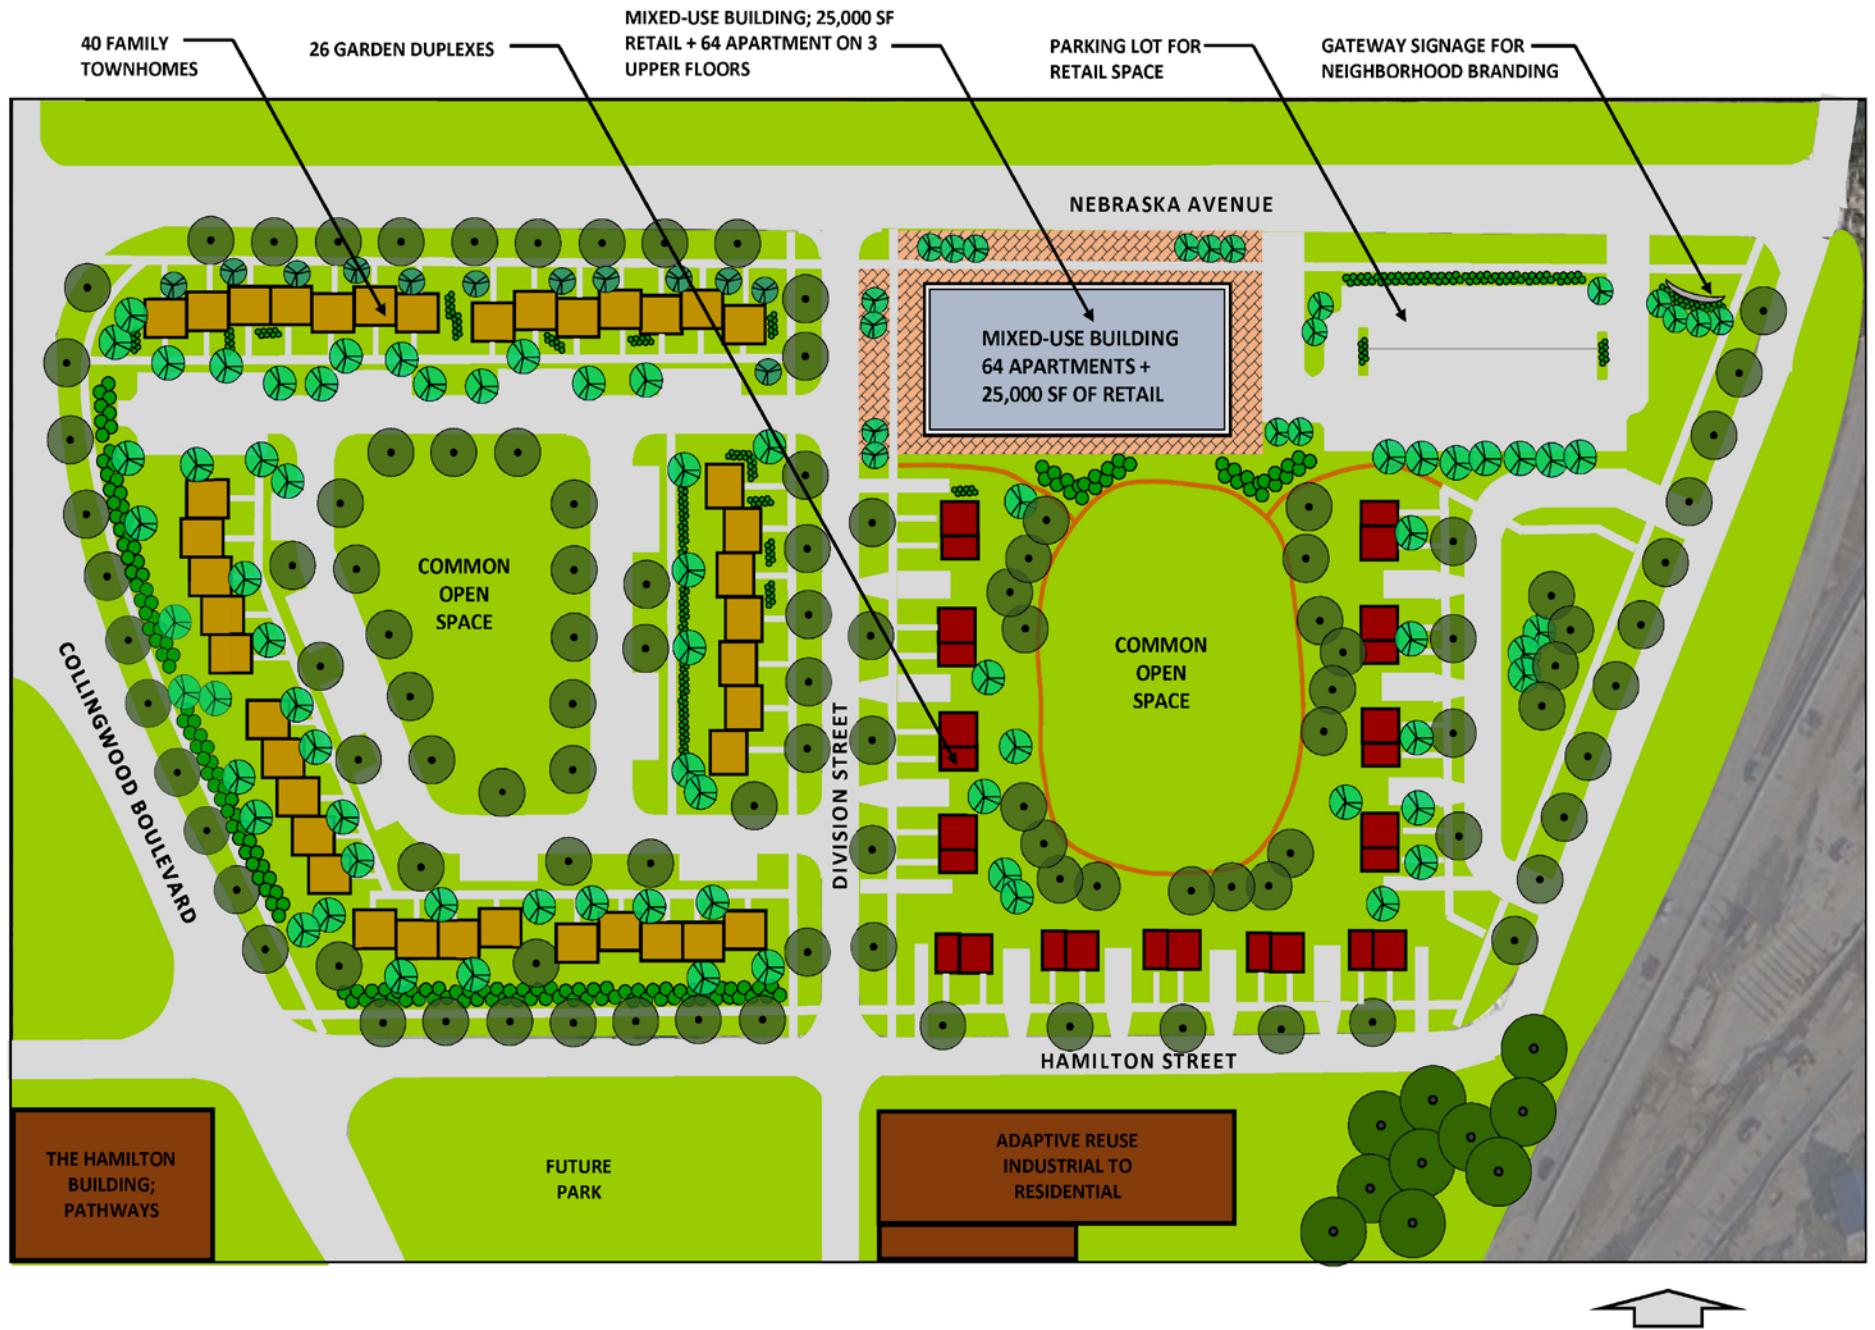 40 FAMILY
TOWNHOMES
26 GARDEN DUPLEXES
MIXED-USE BUILDING; 25,000 SF
RETAIL + 64 APARTMENT ON 3
UPPER FLOORS
PARKING LOT FOR
RETAIL SPACE
GATEWAY SIGNAGE FOR
NEIGHBORHOOD BRANDING
NEBRASKA AVENUE
MIXED-USE BUILDING
64 APARTMENTS +
25,000 SF OF RETAIL
COMMON
OPEN
SPACE
COMMON
OPEN
SPACE
COLLINGWOOD BOULEVARD
DIVISION STREET
HAMILTON STREET
THE HAMILTON
BUILDING;
PATHWAYS
FUTURE
PARK
ADAPTIVE REUSE
INDUSTRIAL TO
RESIDENTIAL